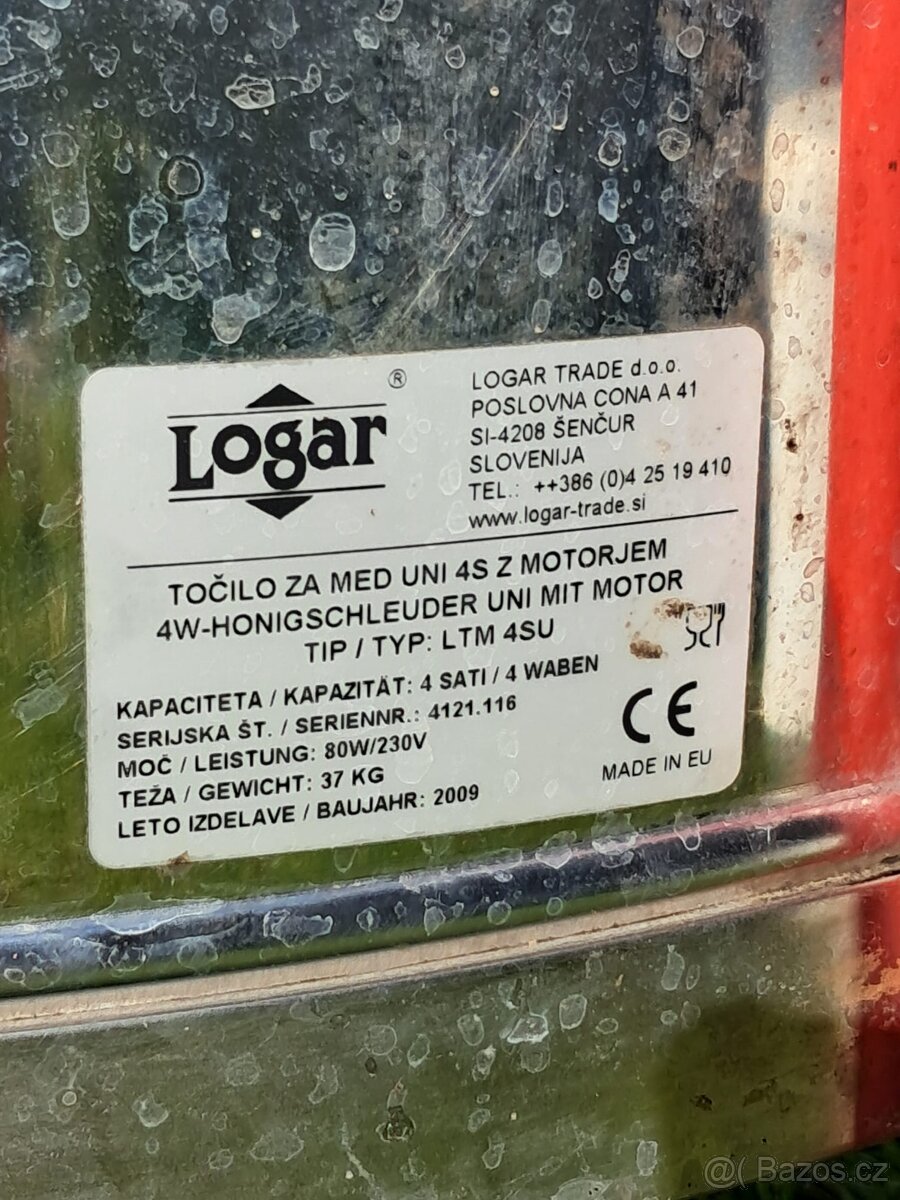 Logar ®
LOGAR TRADE d.o.o.
POSLOVNA CONA A 41
SI-4208 ŠENČUR
SLOVENIJA
TEL.: ++386 (0)4 25 19 410
www.logar-trade.si
TOČILO ZA MED UNI 4S Z MOTORJEM
4W-HONIGSCHLEUDER UNI MIT MOTOR
TIP / TYP: LTM 4SU
KAPACITETA / KAPAZITÄT: 4 SATI / 4 WABEN
SERIJSKA ŠT. / SERIENNR.: 4121.116
MOČ / LEISTUNG: 80W/230V
TEŽA / GEWICHT: 37 KG
LETO IZDELAVE / BAUJAHR: 2009
CE
MADE IN EU
@( Bazos.cz